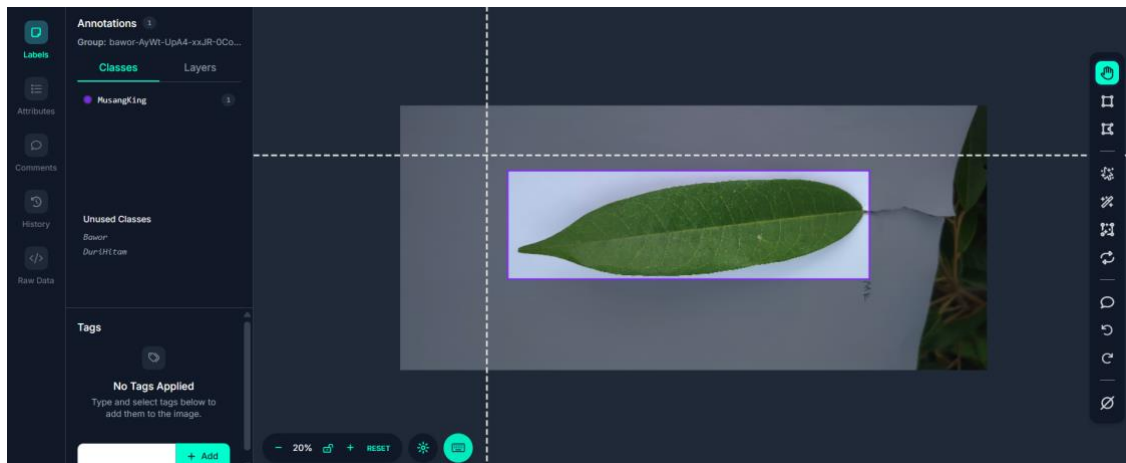 Labels
Attributes
Comments
History
Raw Data
Annotations 1
Group: bawor-AyWt-UpA4-xxJR-0Co...
Classes Layers
MusangKing 1
Unused Classes
Bawor
DuriHitam
Tags
No Tags Applied
Type and select tags below to
add them to the image.
+ Add
− 20% + RESET